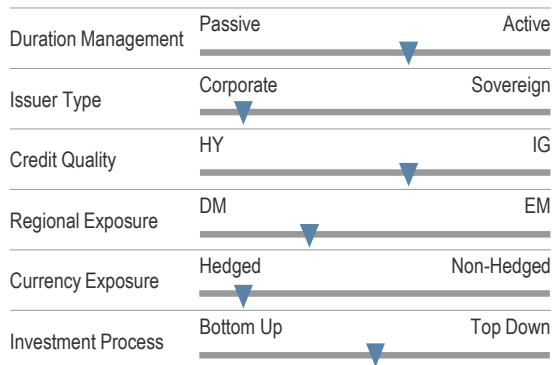 Duration Management Passive Active
Issuer Type Corporate Sovereign
Credit Quality HY IG
Regional Exposure DM EM
Currency Exposure Hedged Non-Hedged
Investment Process Bottom Up Top Down